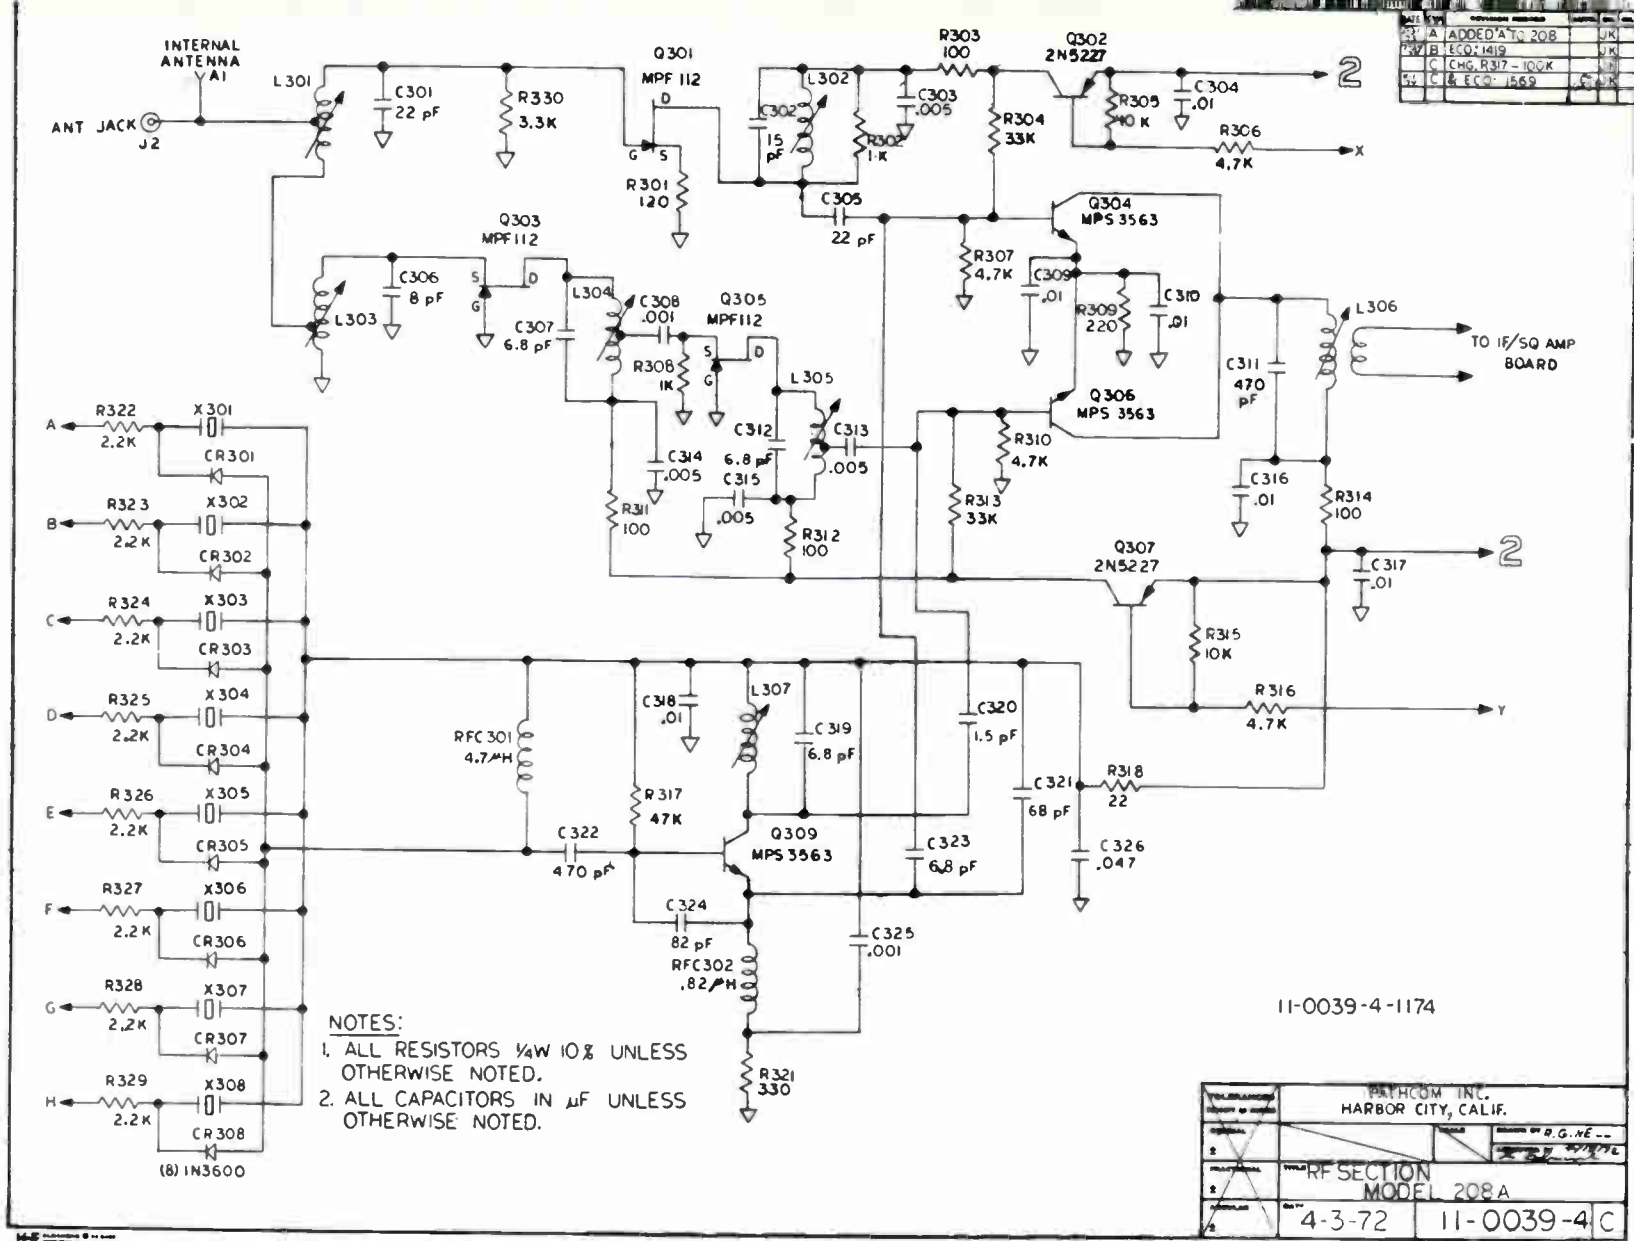 REVISION RECORD
A ADDED "A" TO 208 JK
B ECO: 1419 JK
C CHG. R317 - 100K
C & ECO: 1569
INTERNAL
ANTENNA
A1
ANT JACK
J2
L301
C301
22 pF
R330
3.3K
Q301
MPF 112
D
G
S
R301
120
C302
15
pF
L302
R302
1K
C303
.005
R303
100
R304
33K
Q302
2N5227
R305
10 K
C304
.01
2
R306
4.7K
X
C305
22 pF
Q304
MPS 3563
R307
4.7K
C309
.01
R309
220
C310
.01
Q303
MPF112
S
D
G
L303
C306
8 pF
C307
6.8 pF
L304
C308
.001
R308
1K
Q305
MPF112
S
D
G
L305
C312
6.8 pF
C313
.005
C314
.005
C315
.005
R311
100
R312
100
Q306
MPS 3563
R310
4.7K
R313
33K
C311
470
pF
L306
TO IF/SQ AMP
BOARD
C316
.01
R314
100
2
C317
.01
Q307
2N5227
R315
10K
R316
4.7K
Y
A
R322
2.2K
X301
CR301
B
R323
2.2K
X302
CR302
C
R324
2.2K
X303
CR303
D
R325
2.2K
X304
CR304
E
R326
2.2K
X305
CR305
F
R327
2.2K
X306
CR306
G
R328
2.2K
X307
CR307
H
R329
2.2K
X308
CR308
(8) IN3600
RFC301
4.7μH
C318
.01
L307
C319
6.8 pF
C320
1.5 pF
C321
68 pF
R318
22
R317
47K
C322
470 pF
Q309
MPS 3563
C323
6.8 pF
C326
.047
C324
82 pF
RFC302
.82μH
C325
.001
R321
330
NOTES:
1. ALL RESISTORS ¼W 10% UNLESS
OTHERWISE NOTED.
2. ALL CAPACITORS IN μF UNLESS
OTHERWISE NOTED.
11-0039-4-1174
TOLERANCES
PATHCOM INC.
HARBOR CITY, CALIF.
SCALE
DRAWN BY R.G.NE--
TITLE RF SECTION
MODEL 208A
4-3-72
11-0039-4 C